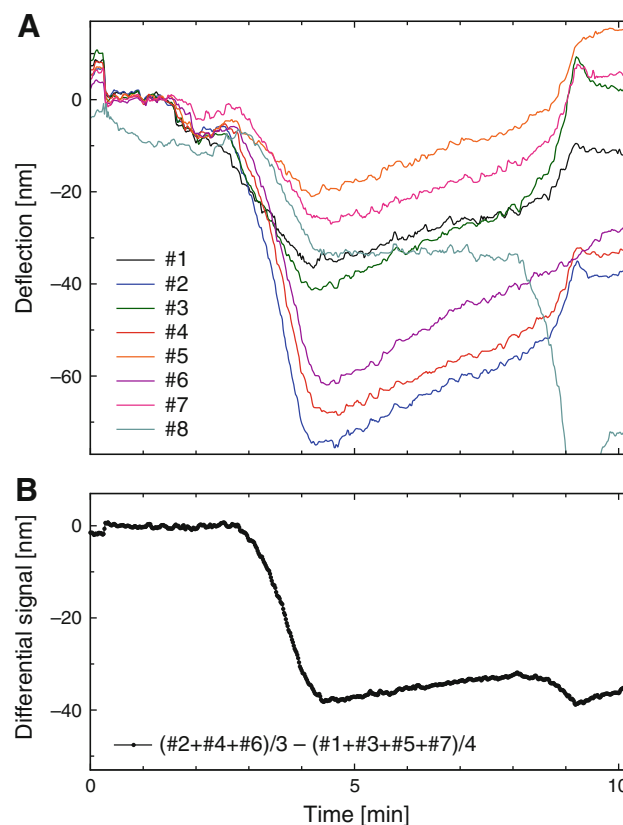 A
0
−20
−40
−60
Deflection [nm]
#1
#2
#3
#4
#5
#6
#7
#8
B
0
−20
−40
Differential signal [nm]
(#2+#4+#6)/3 − (#1+#3+#5+#7)/4
0 5 10
Time [min]